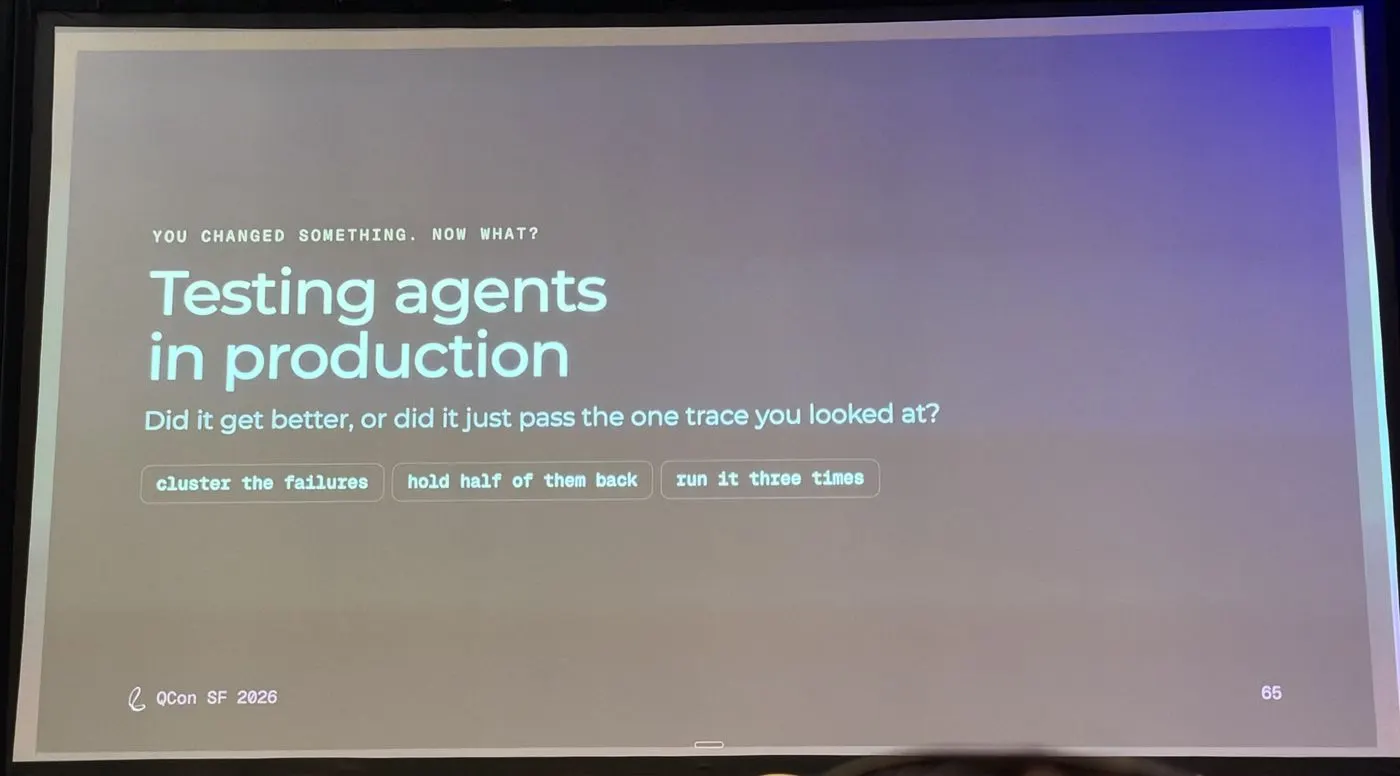 YOU CHANGED SOMETHING. NOW WHAT?
Testing agents
in production
Did it get better, or did it just pass the one trace you looked at?
cluster the failures
hold half of them back
run it three times
QCon SF 2026
65